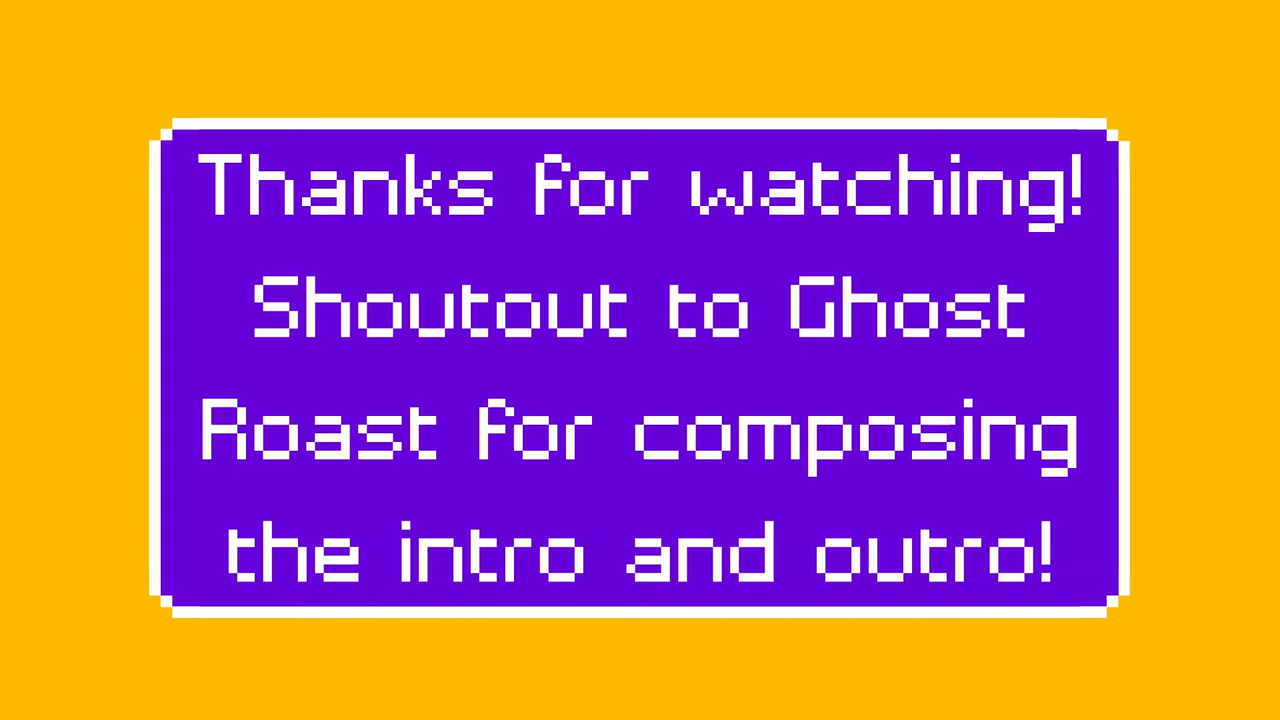 Thanks for watching!
Shoutout to Ghost
Roast for composing
the intro and outro!